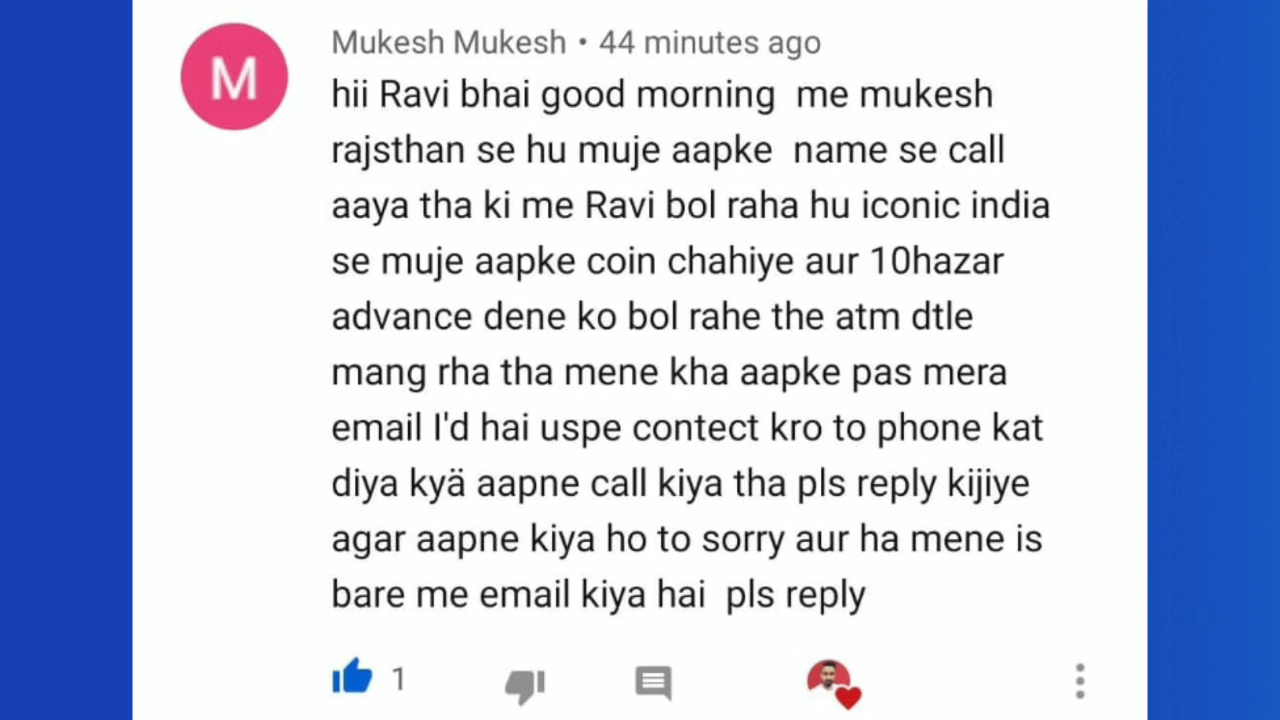 M
Mukesh Mukesh • 44 minutes ago
hii Ravi bhai good morning  me mukesh
rajsthan se hu muje aapke  name se call
aaya tha ki me Ravi bol raha hu iconic india
se muje aapke coin chahiye aur 10hazar
advance dene ko bol rahe the atm dtle
mang rha tha mene kha aapke pas mera
email I'd hai uspe contect kro to phone kat
diya kyä aapne call kiya tha pls reply kijiye
agar aapne kiya ho to sorry aur ha mene is
bare me email kiya hai  pls reply
1